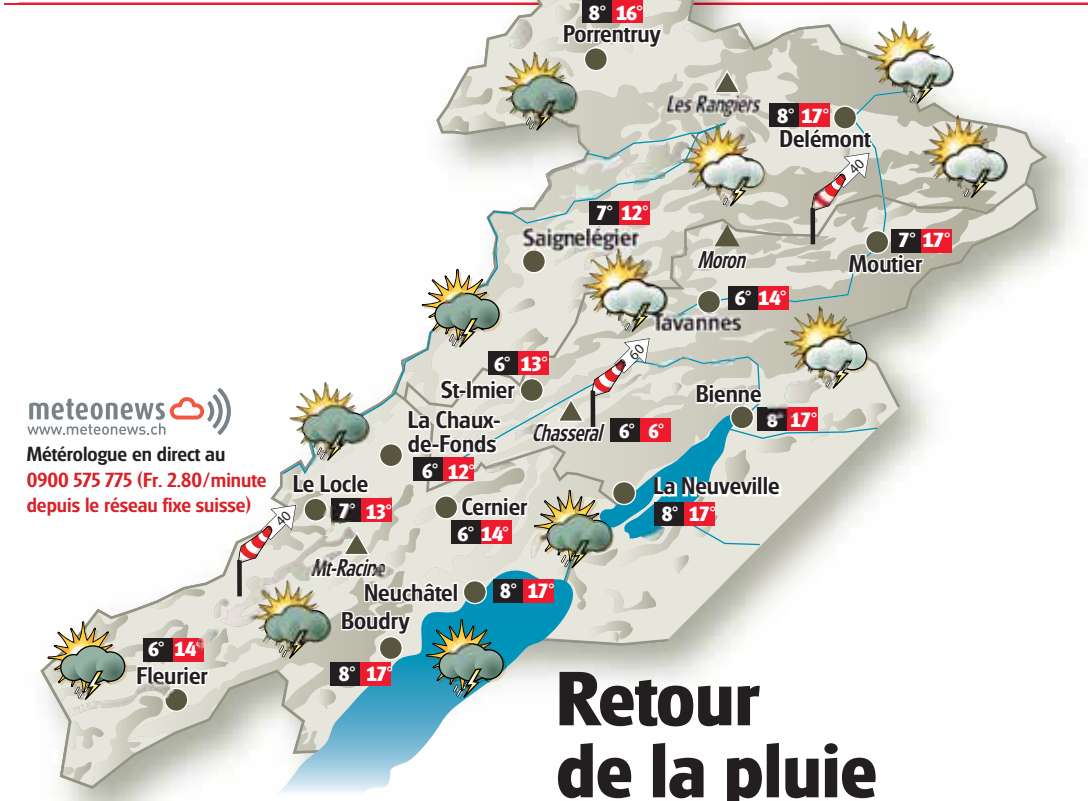 8° 16°
Porrentruy
Les Rangiers
8° 17°
Delémont
40
7° 12°
Saignelégier
Moron
7° 17°
Moutier
6° 14°
Tavannes
60
6° 13°
St-Imier
Bienne
8° 17°
Chasseral 6° 6°
La Chaux-
de-Fonds
6° 12°
meteonews
www.meteonews.ch
Métérologue en direct au
0900 575 775 (Fr. 2.80/minute
depuis le réseau fixe suisse)
Le Locle
7° 13°
Cernier
6° 14°
La Neuveville
8° 17°
40
Mt-Racine
Neuchâtel 8° 17°
Boudry
8° 17°
6° 14°
Fleurier
Retour
de la pluie